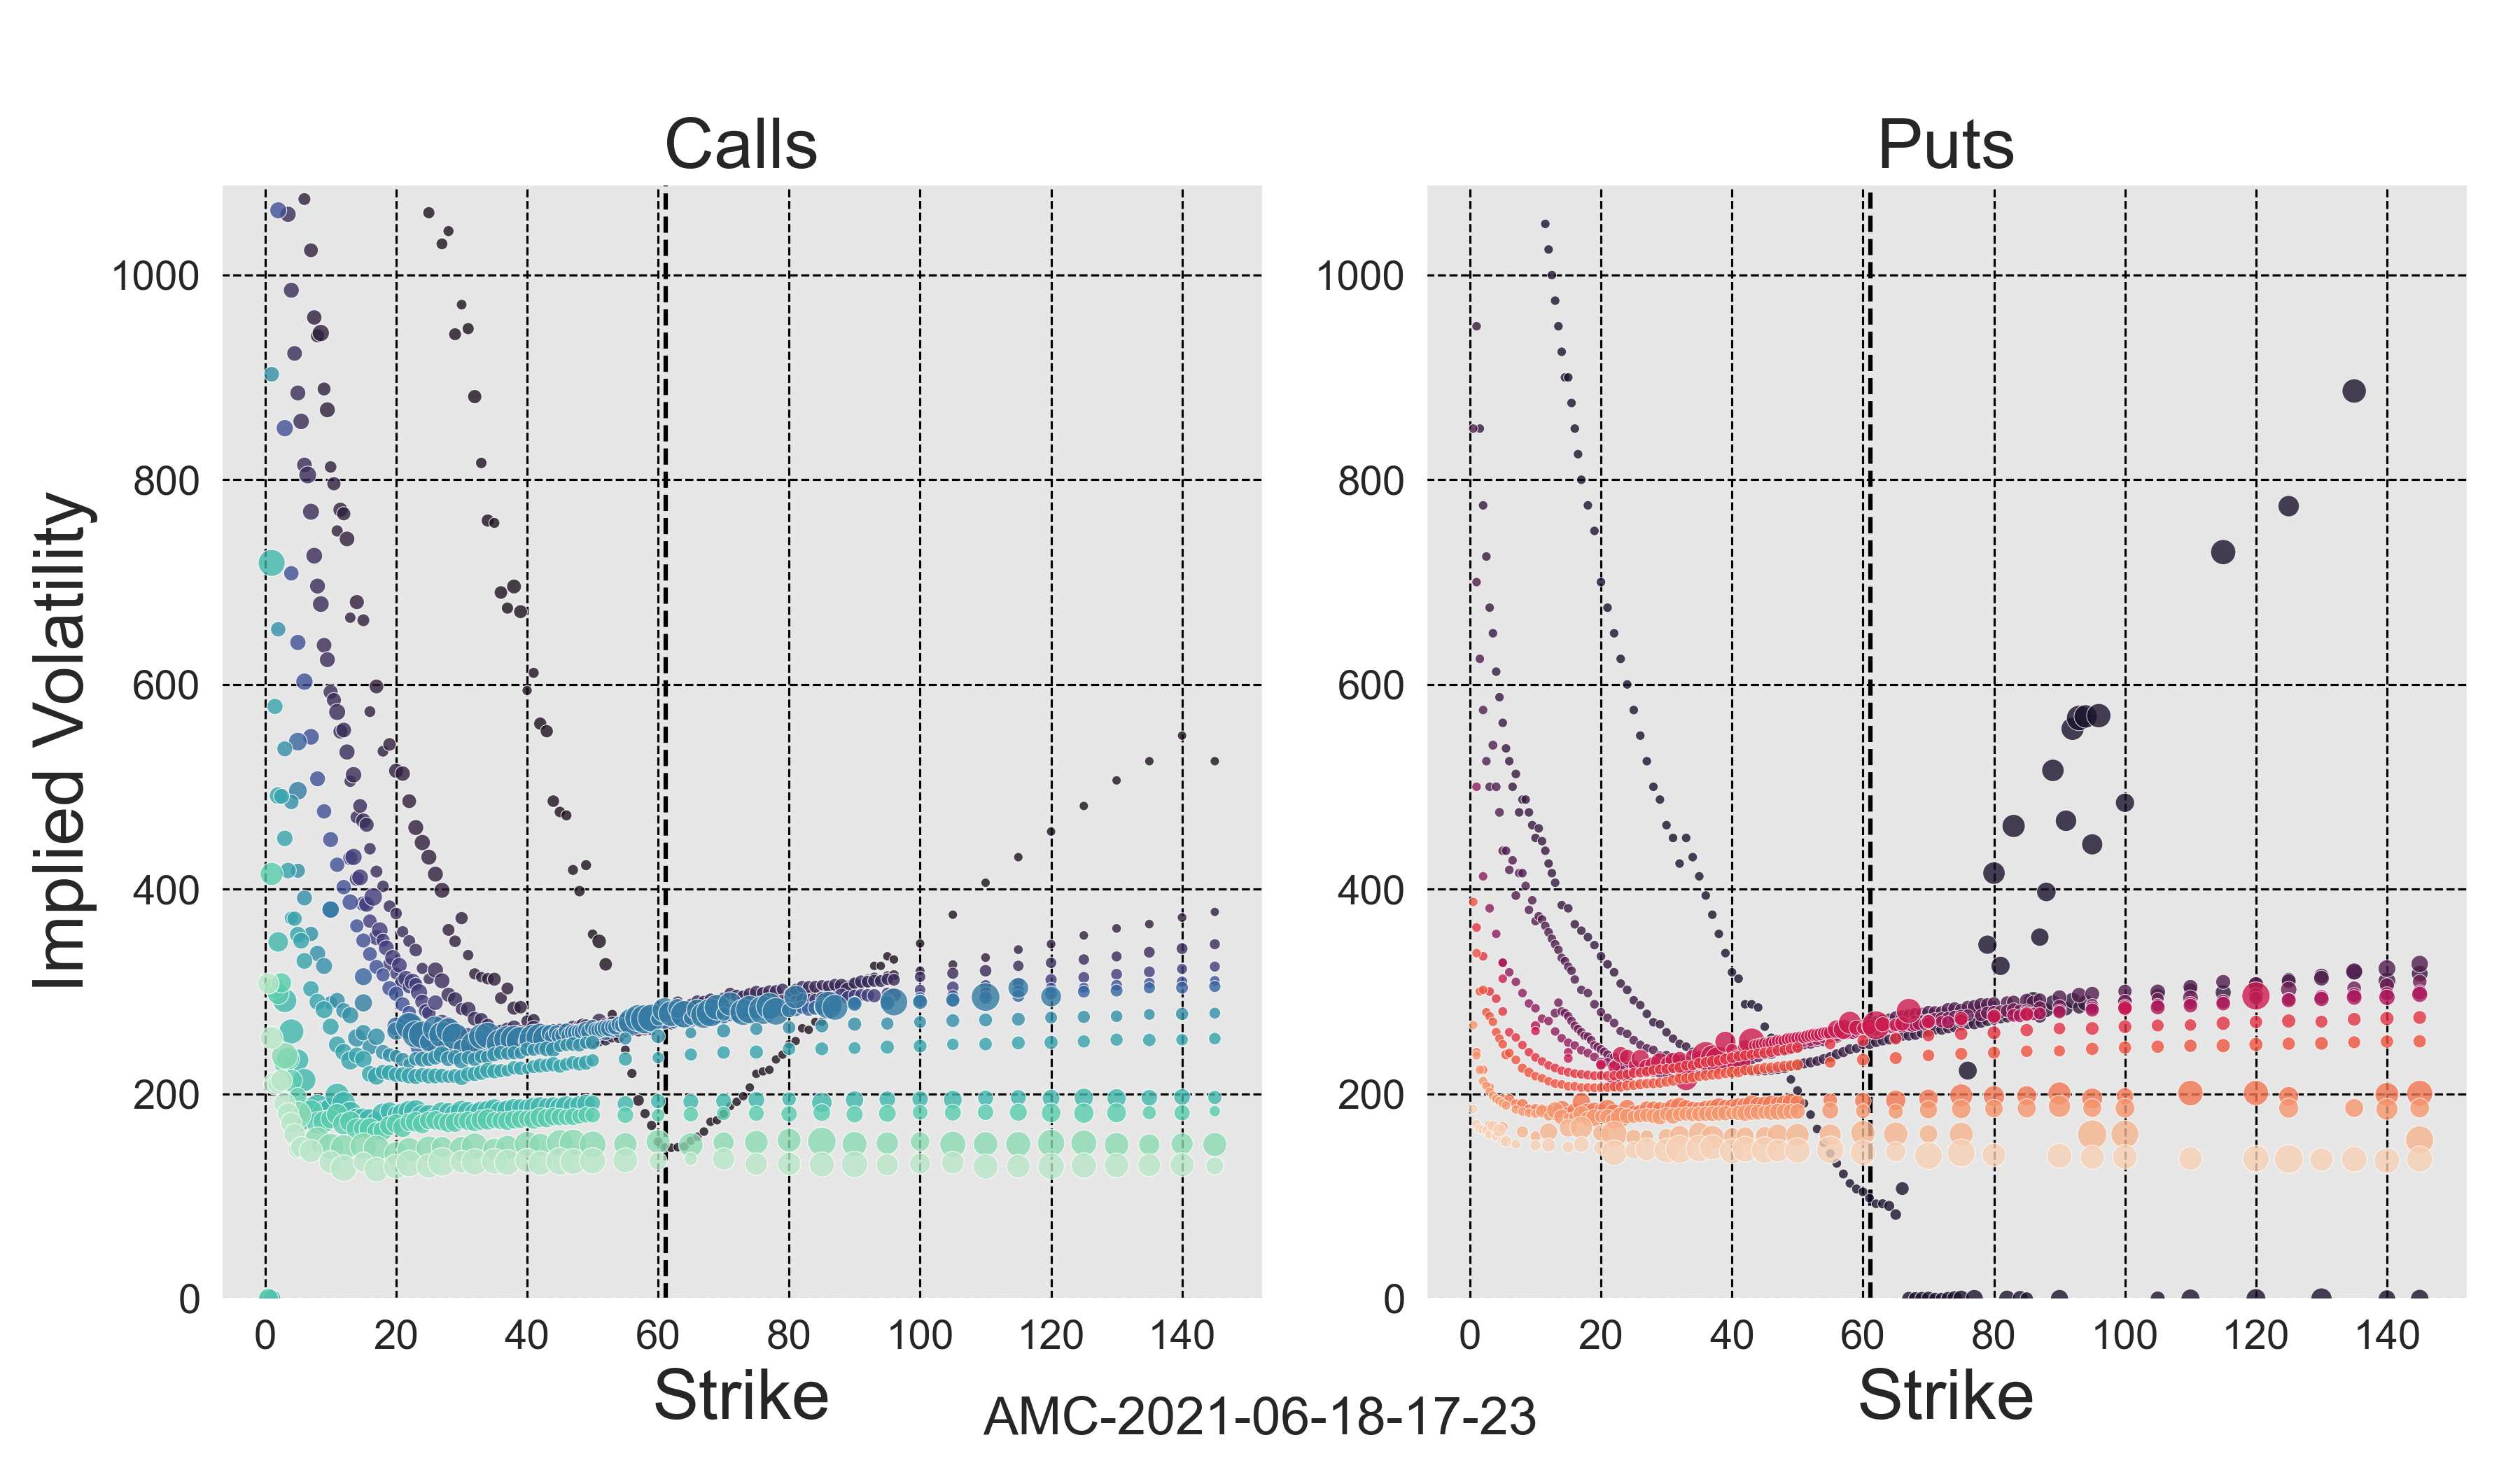 Calls Puts
Implied Volatility
1000 1000
800 800
600 600
400 400
200 200
0 0
0 20 40 60 80 100 120 140 0 20 40 60 80 100 120 140
Strike Strike
AMC-2021-06-18-17-23